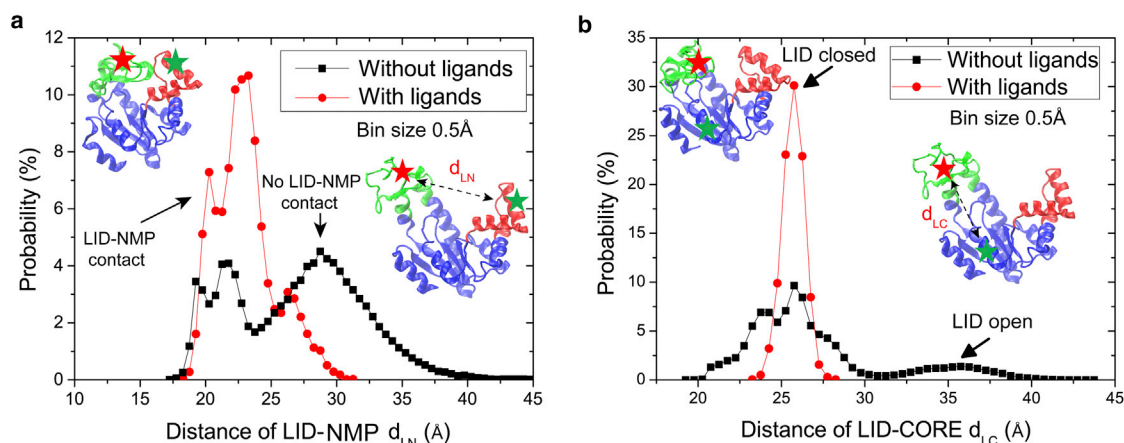 a
12
10
8
6
4
2
0
Probability (%)
15 20 25 30 35 40 45
Distance of LID-NMP d_LN (Å)
Without ligands
With ligands
Bin size 0.5Å
LID-NMP
contact
No LID-NMP
contact
d_LN
b
35
30
25
20
15
10
5
0
Probability (%)
20 25 30 35 40 45
Distance of LID-CORE d_LC (Å)
LID closed
Without ligands
With ligands
Bin size 0.5Å
d_LC
LID open